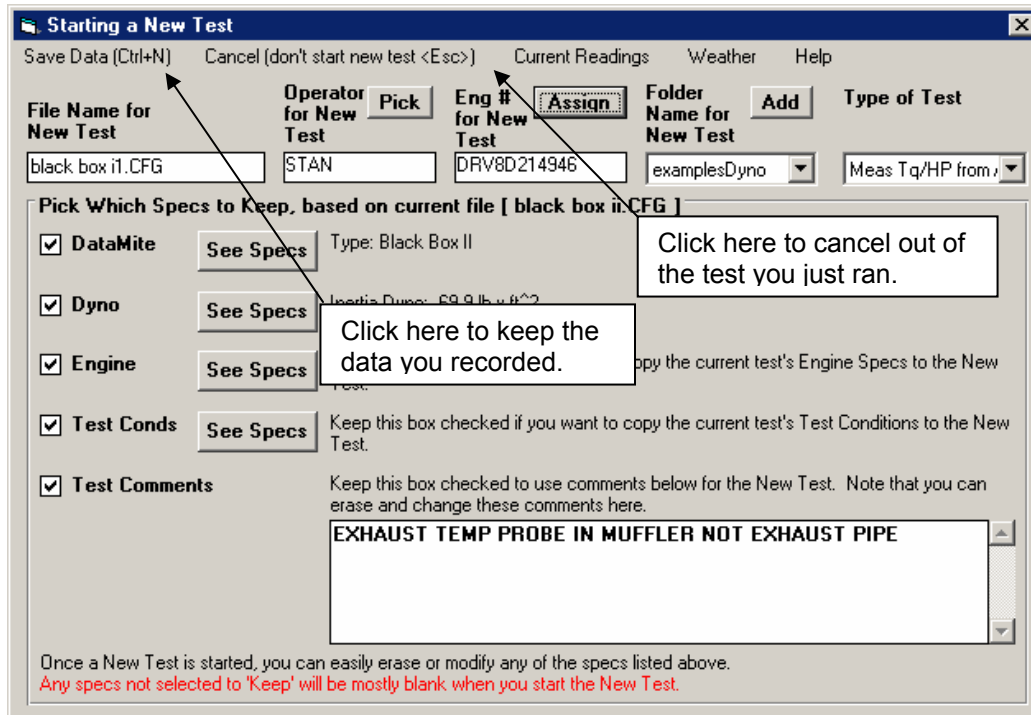 Starting a New Test
Save Data (Ctrl+N) Cancel (don't start new test <Esc>) Current Readings Weather Help
File Name for
New Test
Operator
for New
Test
Pick
Eng #
for New
Test
Assign
Folder
Name for
New Test
Add
Type of Test
black box i1.CFG
STAN
DRV8D214946
examplesDyno
Meas Tq/HP from
Pick Which Specs to Keep, based on current file [ black box ii.CFG ]
DataMite
See Specs
Type: Black Box II
Click here to cancel out of
the test you just ran.
Dyno
See Specs
Inertia Dyno: 69.9 lb x ft^2
Click here to keep the
data you recorded.
Engine
See Specs
copy the current test's Engine Specs to the New
Test.
Test Conds
See Specs
Keep this box checked if you want to copy the current test's Test Conditions to the New
Test.
Test Comments
Keep this box checked to use comments below for the New Test. Note that you can
erase and change these comments here.
EXHAUST TEMP PROBE IN MUFFLER NOT EXHAUST PIPE
Once a New Test is started, you can easily erase or modify any of the specs listed above.
Any specs not selected to 'Keep' will be mostly blank when you start the New Test.